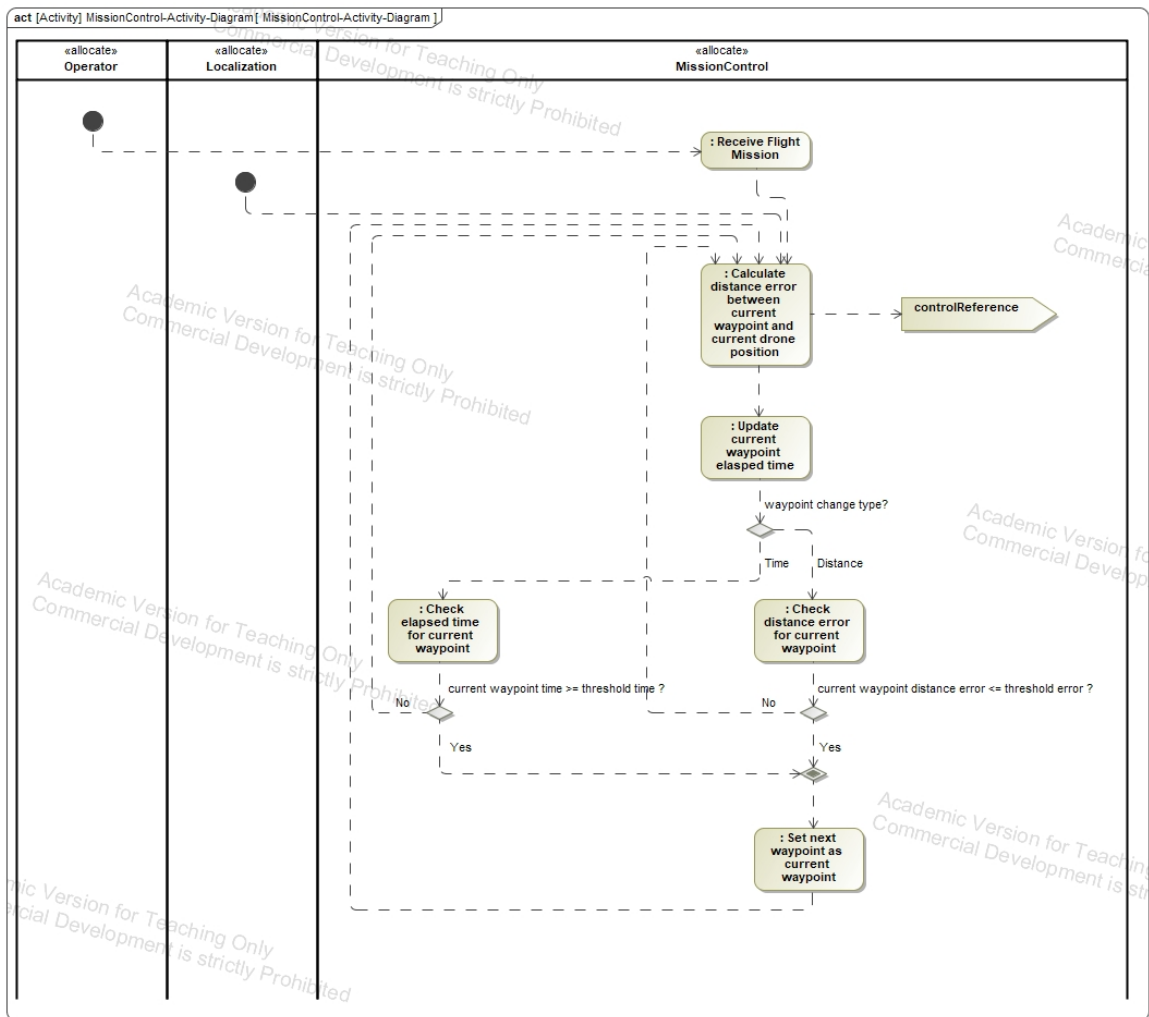 act [Activity] MissionControl-Activity-Diagram[ MissionControl-Activity-Diagram ]
«allocate»
Operator
«allocate»
Localization
«allocate»
MissionControl
: Receive Flight
Mission
: Calculate
distance error
between
current
waypoint and
current drone
position
controlReference
: Update
current
waypoint
elasped time
waypoint change type?
Time
Distance
: Check
elapsed time
for current
waypoint
: Check
distance error
for current
waypoint
current waypoint time >= threshold time ?
current waypoint distance error <= threshold error ?
No
No
Yes
Yes
: Set next
waypoint as
current
waypoint
Academic Version for Teaching Only
Commercial Development is strictly Prohibited
Academic
Commercia
Academic Version for Teaching Only
Commercial Development is strictly Prohibited
Academic Version fo
Commercial Develop
Academic Version for Teaching Only
Commercial Development is strictly Prohibited
Academic Version for Teaching
Commercial Development is str
mic Version for Teaching Only
ercial Development is strictly Prohibited